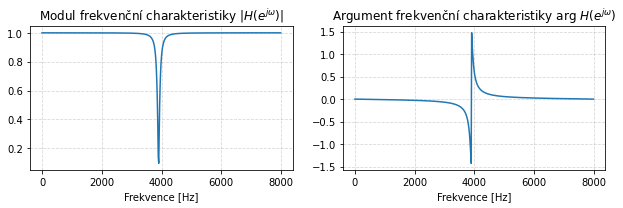 Modul frekvenční charakteristiky |H(e^{jω})|
1.0
0.8
0.6
0.4
0.2
0 2000 4000 6000 8000
Frekvence [Hz]
Argument frekvenční charakteristiky arg H(e^{jω})
1.5
1.0
0.5
0.0
−0.5
−1.0
−1.5
0 2000 4000 6000 8000
Frekvence [Hz]